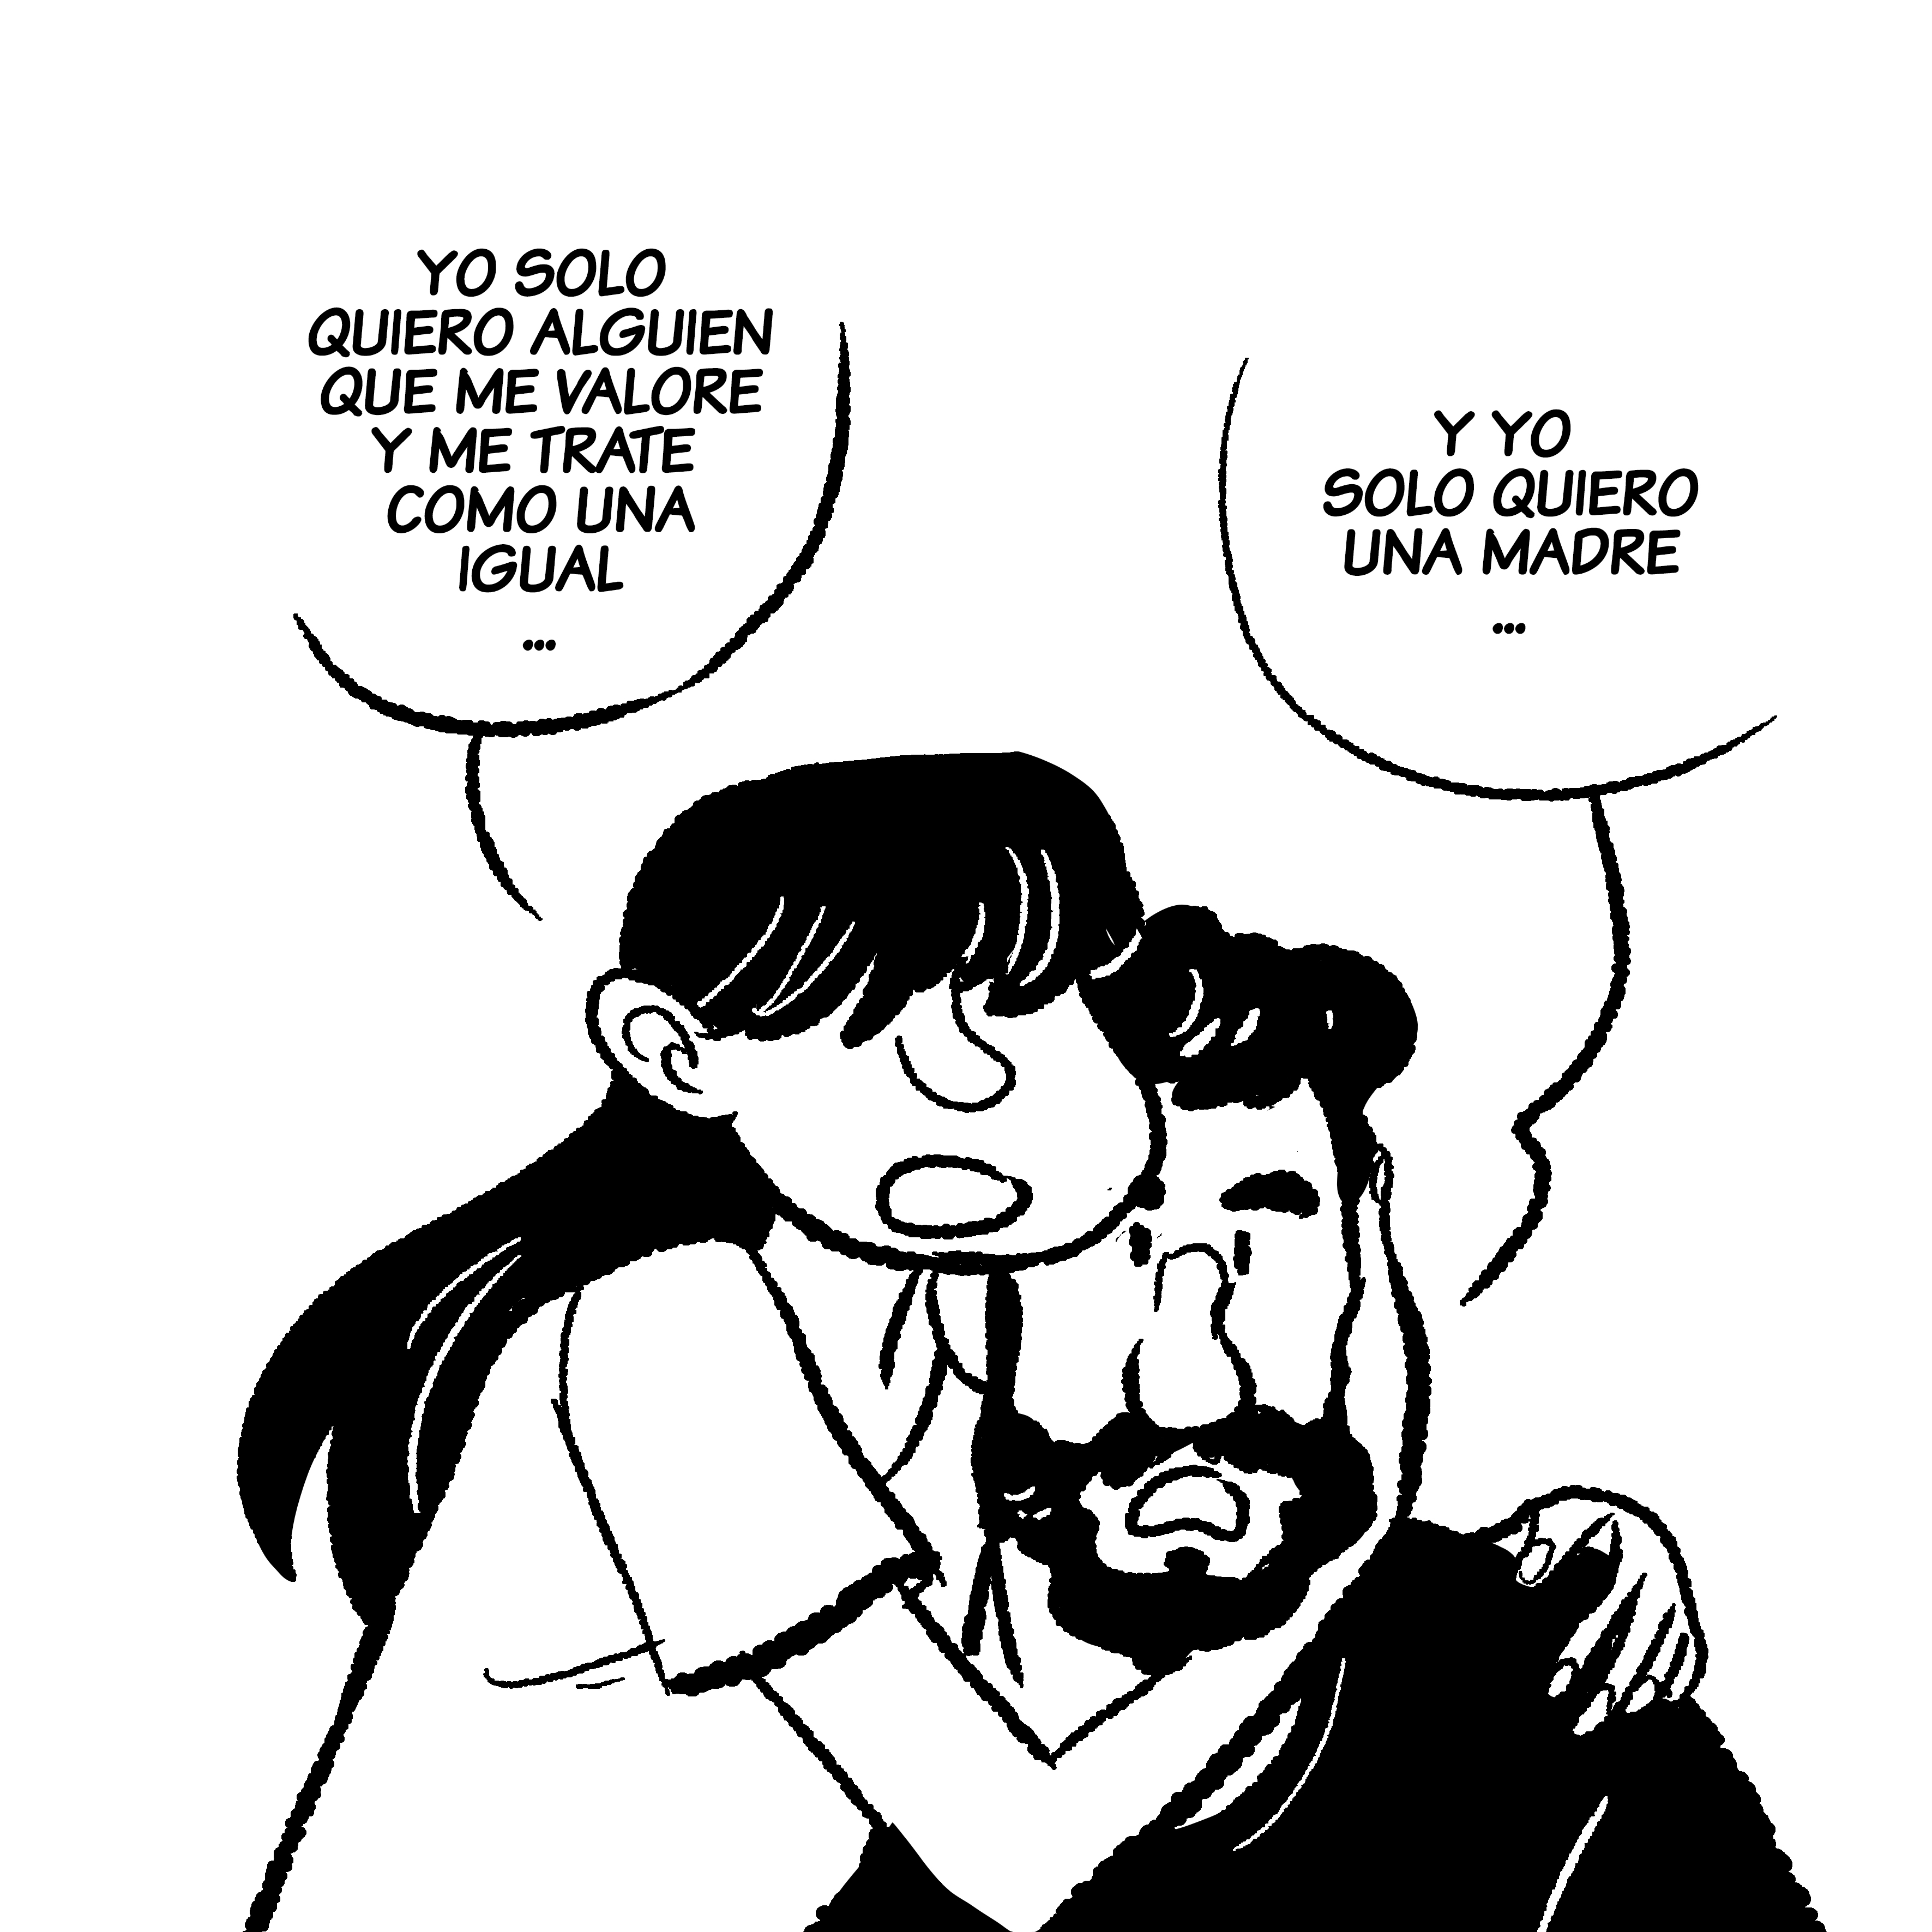 YO SOLO
QUIERO ALGUIEN
QUE ME VALORE
Y ME TRATE
COMO UNA
IGUAL
...
Y YO
SOLO QUIERO
UNA MADRE
...